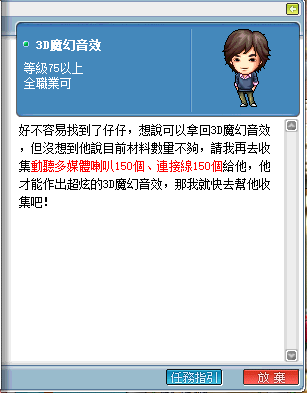 3D魔幻音效
等級75以上
全職業可
好不容易找到了仔仔，想說可以拿回3D魔幻音效
，但沒想到他說目前材料數量不夠，請我再去收
集動聽多媒體喇叭150個、連接線150個給他，他
才能作出超炫的3D魔幻音效，那我就快去幫他收
集吧!
任務指引
放 棄